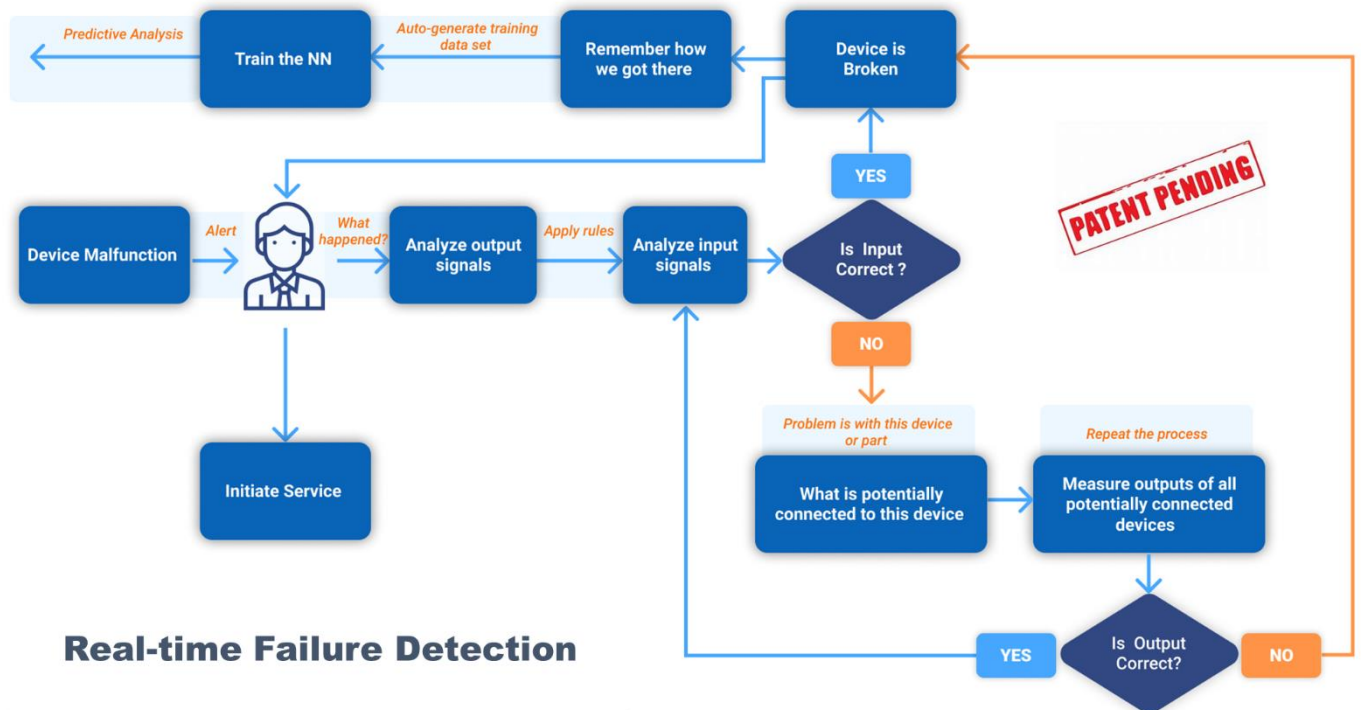 Predictive Analysis
Train the NN
Auto-generate training
data set
Remember how
we got there
Device is
Broken
YES
PATENT PENDING
Device Malfunction
Alert
What
happened?
Analyze output
signals
Apply rules
Analyze input
signals
Is Input
Correct ?
NO
Problem is with this device
or part
Repeat the process
Initiate Service
What is potentially
connected to this device
Measure outputs of all
potentially connected
devices
Real-time Failure Detection
YES
Is Output
Correct?
NO